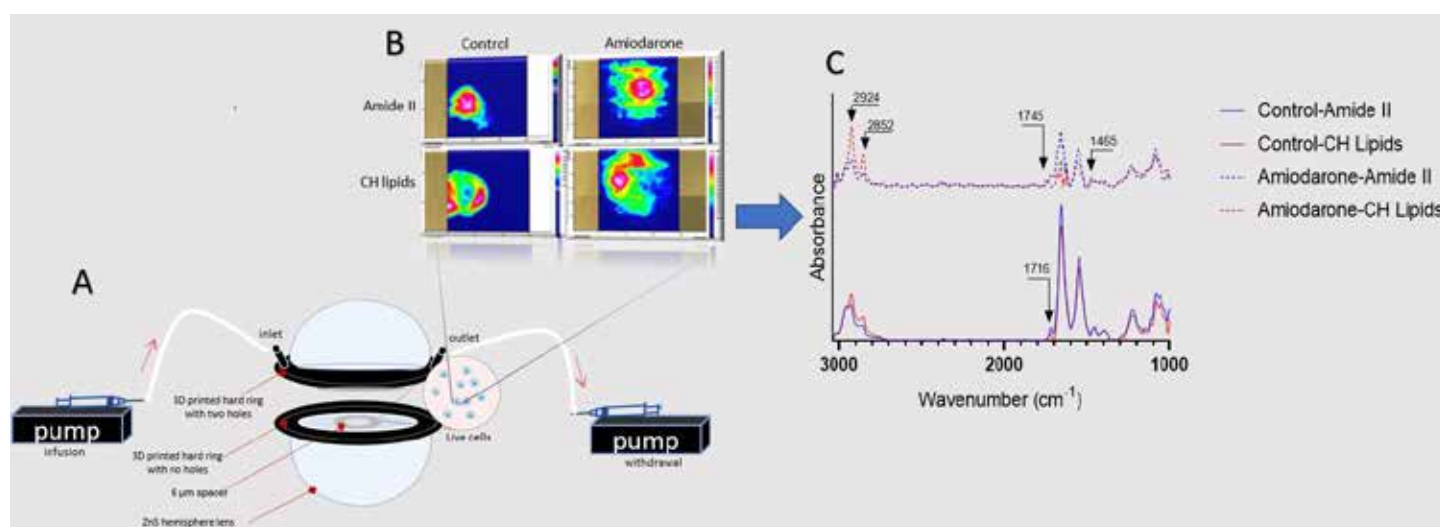 A
inlet
outlet
3D printed hard ring
with two holes
pump
infusion
3D printed hard ring
with no holes
6 µm spacer
ZnS hemisphere lens
Live cells
pump
withdrawal
B
Control
Amiodarone
Amide II
CH lipids
C
2924
2852
1745
1465
1716
Absorbance
3000
2000
1000
Wavenumber (cm⁻¹)
Control-Amide II
Control-CH Lipids
Amiodarone-Amide II
Amiodarone-CH Lipids